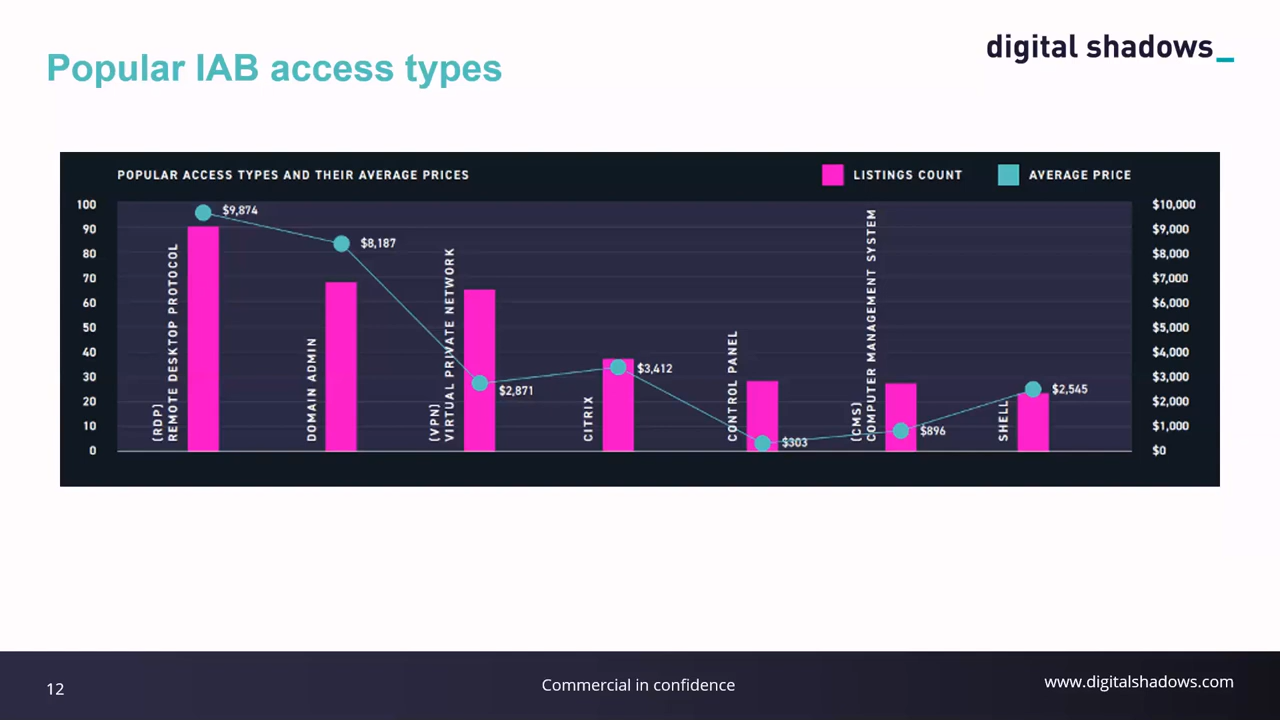 Popular IAB access types
digital shadows_
POPULAR ACCESS TYPES AND THEIR AVERAGE PRICES
LISTINGS COUNT
AVERAGE PRICE
100
90
80
70
60
50
40
30
20
10
0
(RDP)
REMOTE DESKTOP PROTOCOL
$9,874
DOMAIN ADMIN
$8,187
(VPN)
VIRTUAL PRIVATE NETWORK
$2,871
CITRIX
$3,412
CONTROL PANEL
$303
(CMS)
COMPUTER MANAGEMENT SYSTEM
$896
SHELL
$2,545
$10,000
$9,000
$8,000
$7,000
$6,000
$5,000
$4,000
$3,000
$2,000
$1,000
$0
12
Commercial in confidence
www.digitalshadows.com